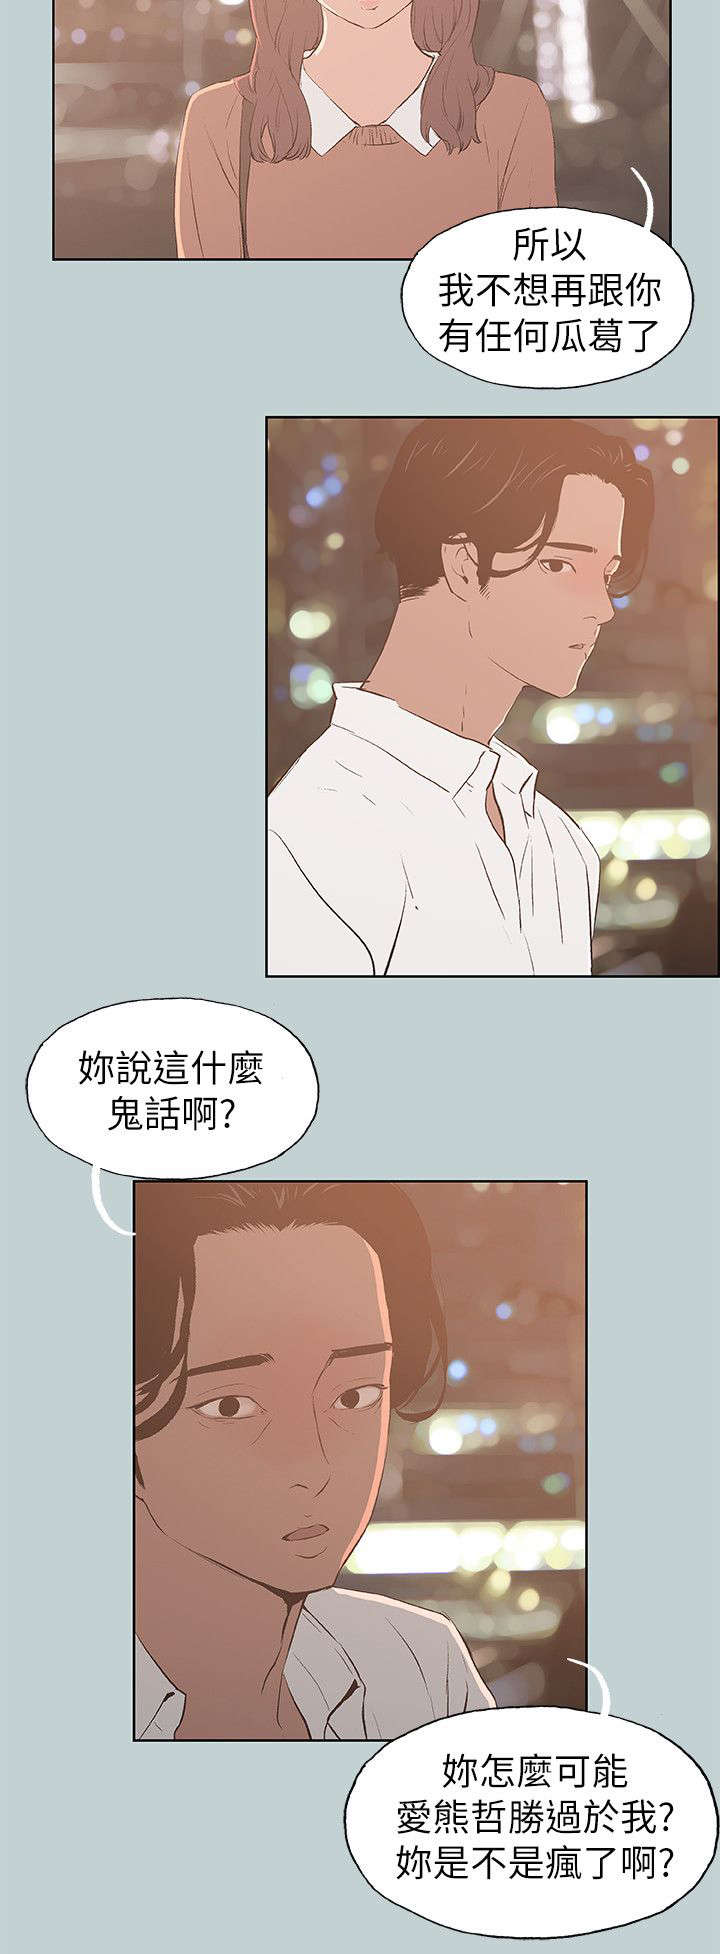 所以
我不想再跟你
有任何瓜葛了
妳說這什麼
鬼話啊?
妳怎麼可能
愛熊哲勝過於我?
妳是不是瘋了啊?